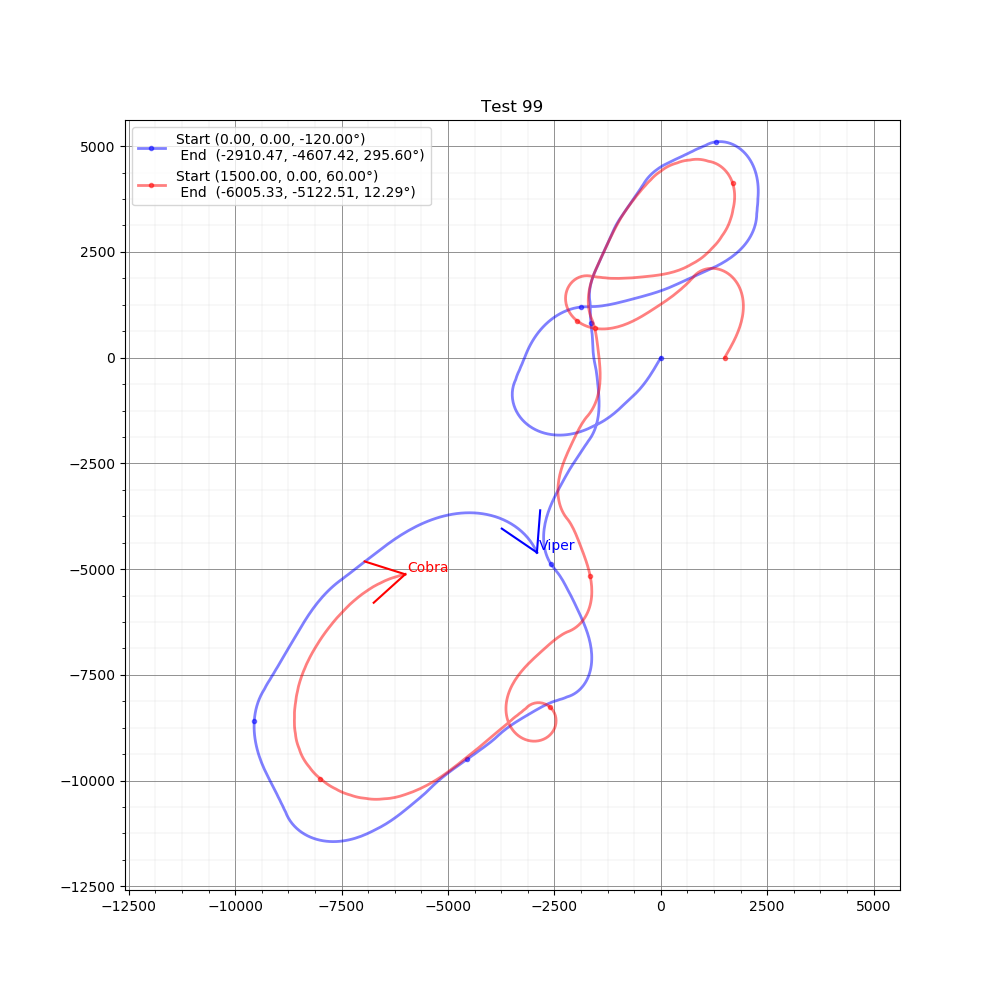 Test 99
Start (0.00, 0.00, -120.00°)
End (-2910.47, -4607.42, 295.60°)
Start (1500.00, 0.00, 60.00°)
End (-6005.33, -5122.51, 12.29°)
5000
2500
0
−2500
−5000
−7500
−10000
−12500
Viper
Cobra
−12500 −10000 −7500 −5000 −2500 0 2500 5000